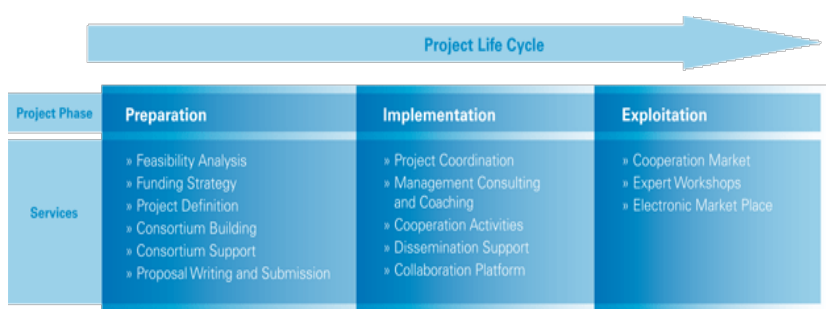 Project Life Cycle
Project Phase
Preparation
Implementation
Exploitation
Services
» Feasibility Analysis
» Funding Strategy
» Project Definition
» Consortium Building
» Consortium Support
» Proposal Writing and Submission
» Project Coordination
» Management Consulting
and Coaching
» Cooperation Activities
» Dissemination Support
» Collaboration Platform
» Cooperation Market
» Expert Workshops
» Electronic Market Place